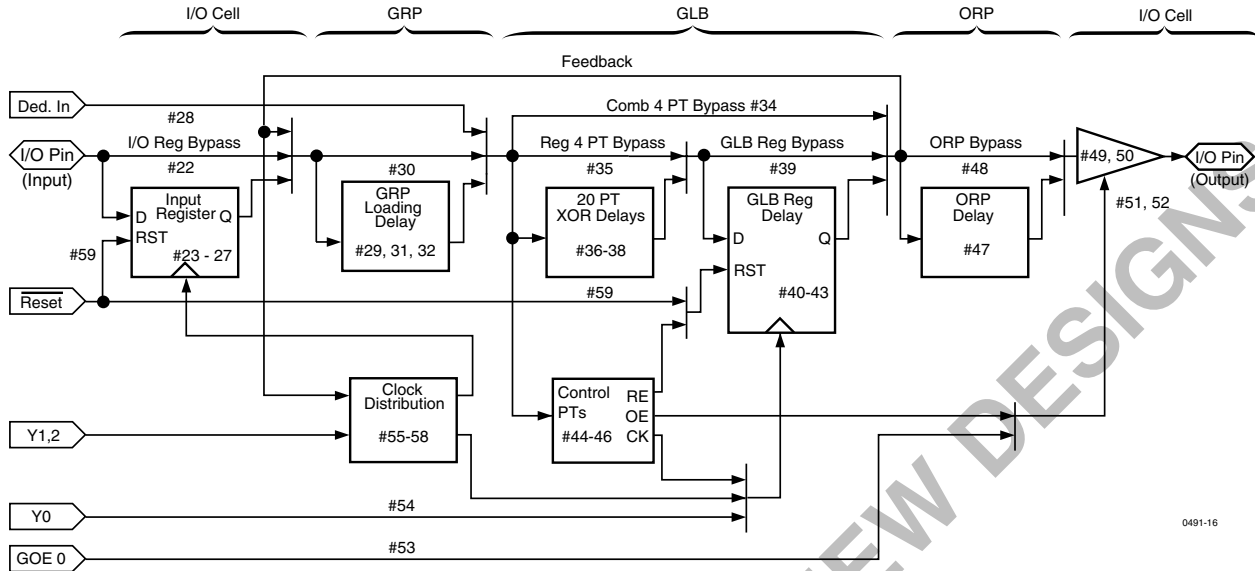 I/O Cell GRP GLB ORP I/O Cell
Feedback
Ded. In
#28
Comb 4 PT Bypass #34
I/O Pin
(Input)
I/O Reg Bypass
#22
#30
Reg 4 PT Bypass
#35
GLB Reg Bypass
#39
ORP Bypass
#48
#49, 50
I/O Pin
(Output)
#51, 52
Input
Register
D Q
RST
#23 - 27
#59
GRP
Loading
Delay
#29, 31, 32
20 PT
XOR Delays
#36-38
GLB Reg
Delay
D Q
RST
#40-43
ORP
Delay
#47
Reset
#59
Clock
Distribution
#55-58
Control
PTs
#44-46
RE
OE
CK
Y1,2
Y0
#54
GOE 0
#53
0491-16
EW DESIGNS